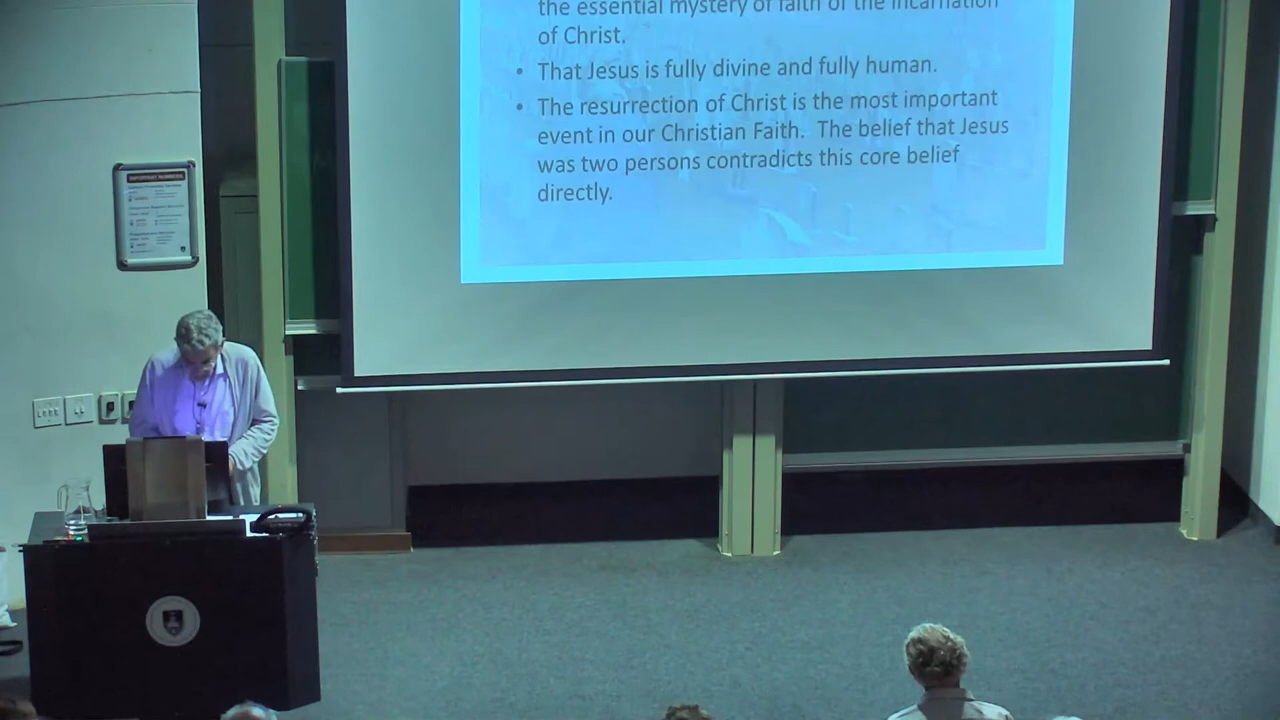 the essential mystery of faith of the incarnation
of Christ.
• That Jesus is fully divine and fully human.
• The resurrection of Christ is the most important
event in our Christian Faith.  The belief that Jesus
was two persons contradicts this core belief
directly.
IMPORTANT NUMBERS